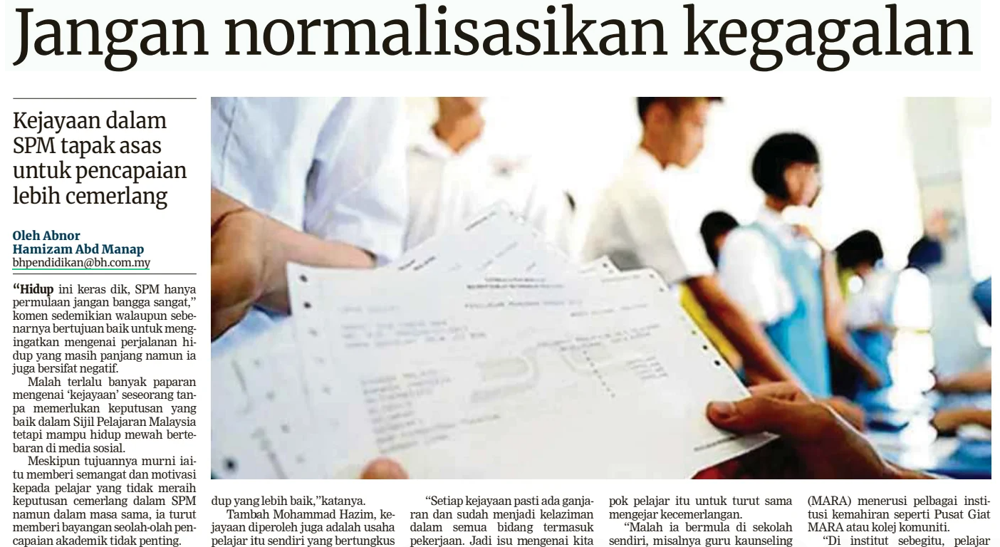 Jangan normalisasikan kegagalan
Kejayaan dalam
SPM tapak asas
untuk pencapaian
lebih cemerlang
Oleh Abnor
Hamizam Abd Manap
bhpendidikan@bh.com.my
“Hidup ini keras dik, SPM hanya
permulaan jangan bangga sangat,”
komen sedemikian walaupun sebe-
narnya bertujuan baik untuk meng-
ingatkan mengenai perjalanan hi-
dup yang masih panjang namun ia
juga bersifat negatif.
Malah terlalu banyak paparan
mengenai ‘kejayaan’ seseorang tan-
pa memerlukan keputusan yang
baik dalam Sijil Pelajaran Malaysia
tetapi mampu hidup mewah berte-
baran di media sosial.
Meskipun tujuannya murni iai-
tu memberi semangat dan motivasi
kepada pelajar yang tidak meraih
keputusan cemerlang dalam SPM
namun dalam masa sama, ia turut
memberi bayangan seolah-olah pen-
capaian akademik tidak penting.
dup yang lebih baik,”katanya.
Tambah Mohammad Hazim, ke-
jayaan diperoleh juga adalah usaha
pelajar itu sendiri yang bertungkus
“Setiap kejayaan pasti ada ganja-
ran dan sudah menjadi kelaziman
dalam semua bidang termasuk
pekerjaan. Jadi isu mengenai kita
pok pelajar itu untuk turut sama
mengejar kecemerlangan.
“Malah ia bermula di sekolah
sendiri, misalnya guru kaunseling
(MARA) menerusi pelbagai insti-
tusi kemahiran seperti Pusat Giat
MARA atau kolej komuniti.
“Di institut sebegitu, pelajar